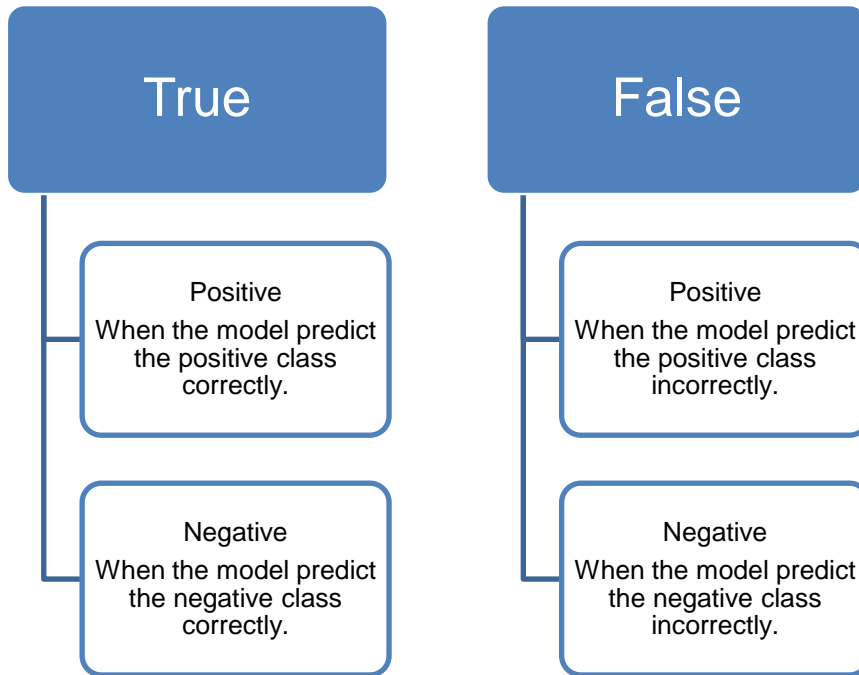 True
Positive
When the model predict
the positive class
correctly.
Negative
When the model predict
the negative class
correctly.
False
Positive
When the model predict
the positive class
incorrectly.
Negative
When the model predict
the negative class
incorrectly.